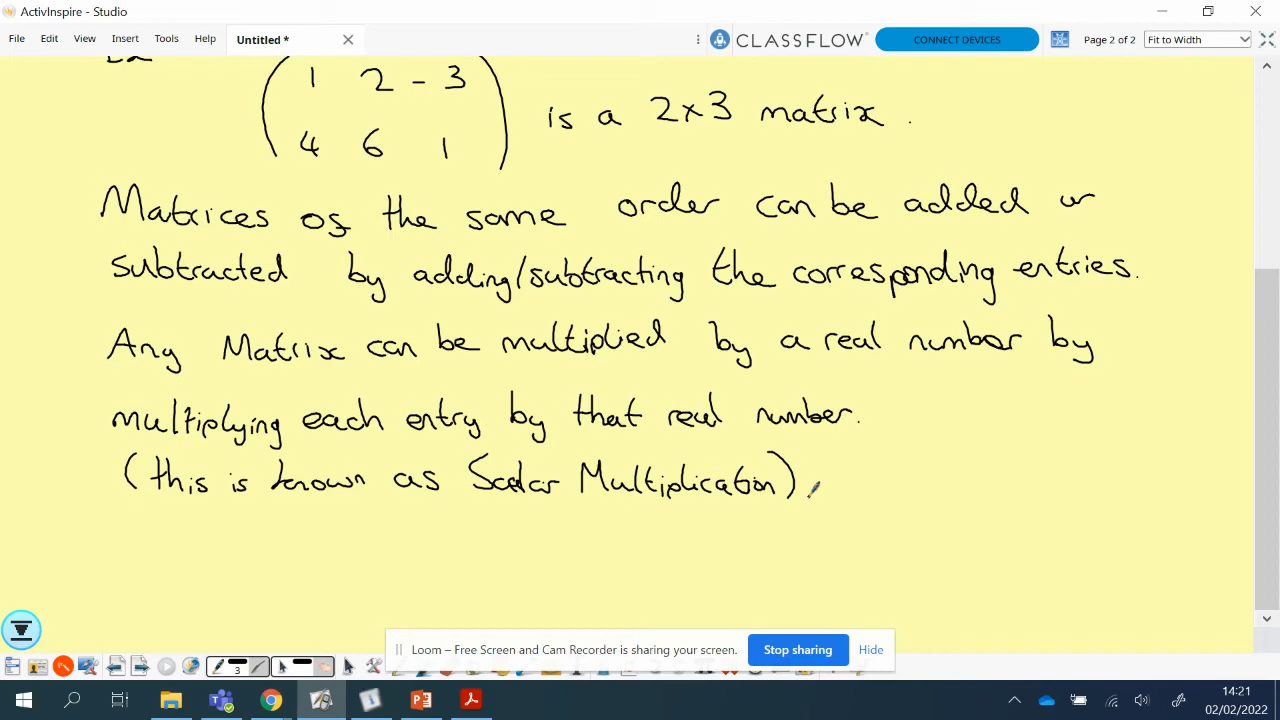 ActivInspire - Studio
File Edit View Insert Tools Help Untitled * CLASSFLOW CONNECT DEVICES Page 2 of 2 Fit to Width
1 2 - 3
is a 2x3 matrix .
4 6 1
Matrices of the same order can be added or
subtracted by adding/subtracting the corresponding entries.
Any Matrix can be multiplied by a real number by
multiplying each entry by that real number.
(this is known as Scalar Multiplication)
Loom – Free Screen and Cam Recorder is sharing your screen. Stop sharing Hide
3
14:21
02/02/2022